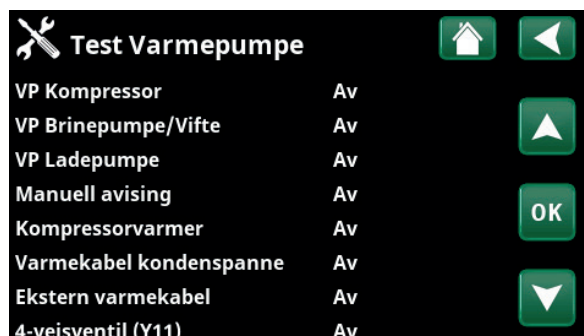 Test Varmepumpe
VP Kompressor Av
VP Brinepumpe/Vifte Av
VP Ladepumpe Av
Manuell avising Av
OK
Kompressorvarmer Av
Varmekabel kondenspanne Av
Ekstern varmekabel Av
4-veisventil (Y11) Av